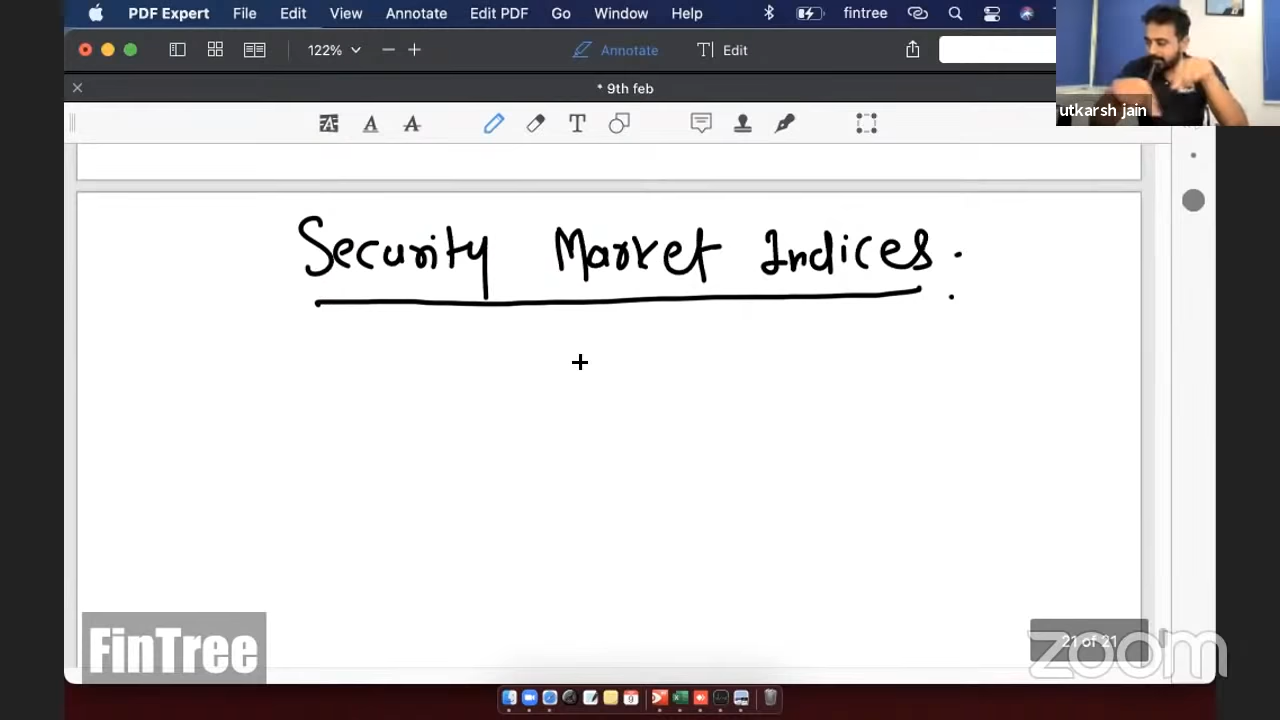 PDF Expert File Edit View Annotate Edit PDF Go Window Help fintree
122% Annotate Edit
* 9th feb
utkarsh jain
Security Market Indices.
FinTree
21 of 21
zoom